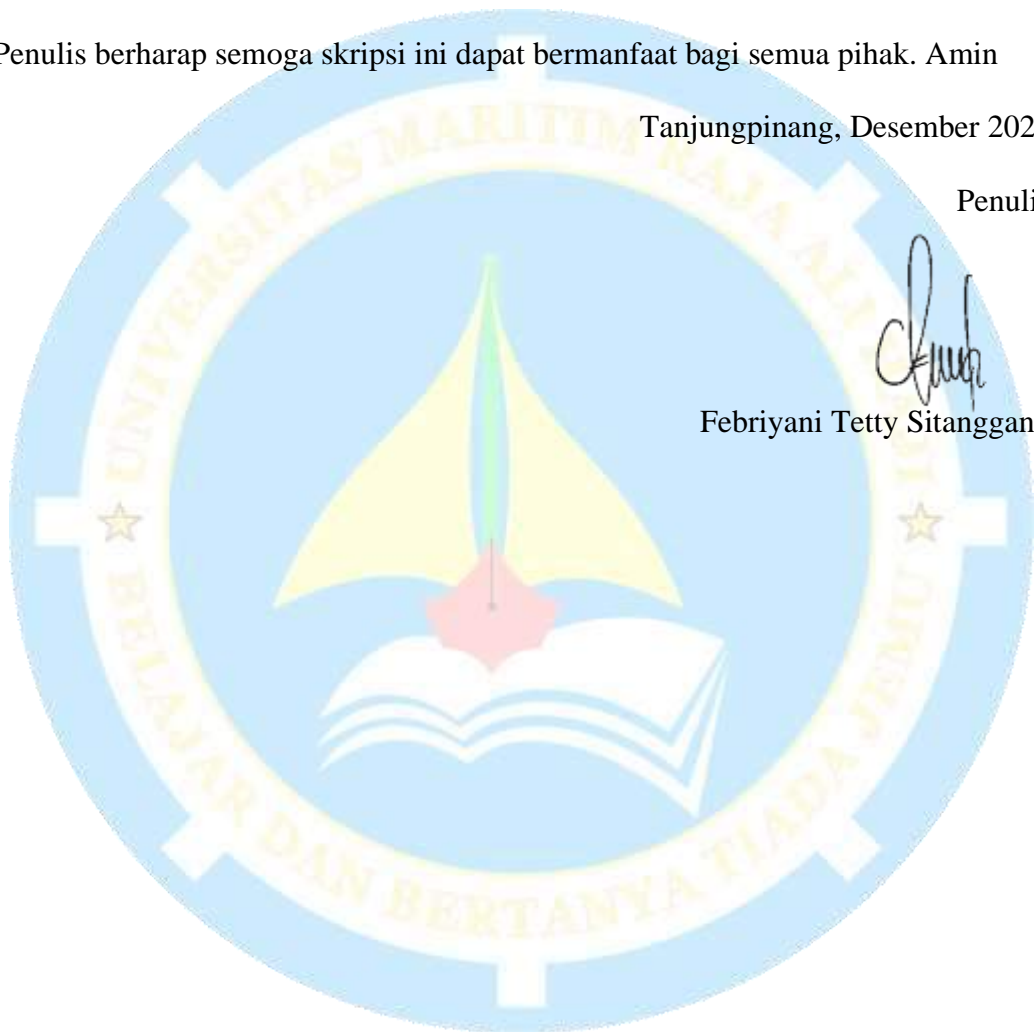 Penulis berharap semoga skripsi ini dapat bermanfaat bagi semua pihak. Amin
Tanjungpinang, Desember 202
Penuli
Febriyani Tetty Sitanggan
UNIVERSITAS MARITIM RAJA ALI
BELAJAR DAN BERTANYA TIADA JEMU